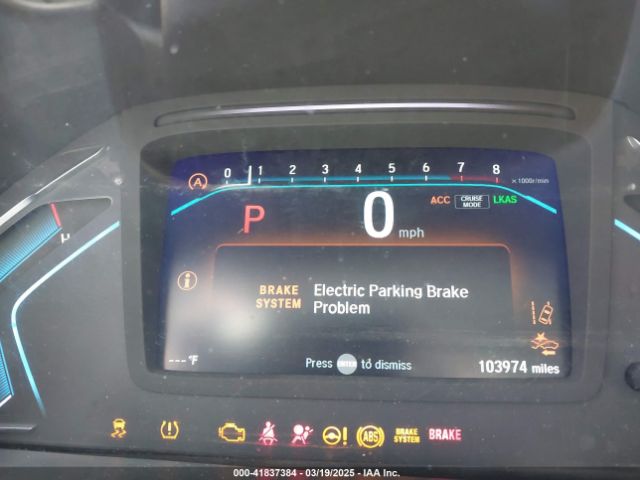 0 1 2 3 4 5 6 7 8
×1000r/min
A
P 0 mph
ACC CRUISE MODE LKAS
H
i
BRAKE SYSTEM
Electric Parking Brake
Problem
---°F
Press ENTER to dismiss
103974 miles
ABS
BRAKE SYSTEM
BRAKE
000-41837384 - 03/19/2025 - IAA Inc.